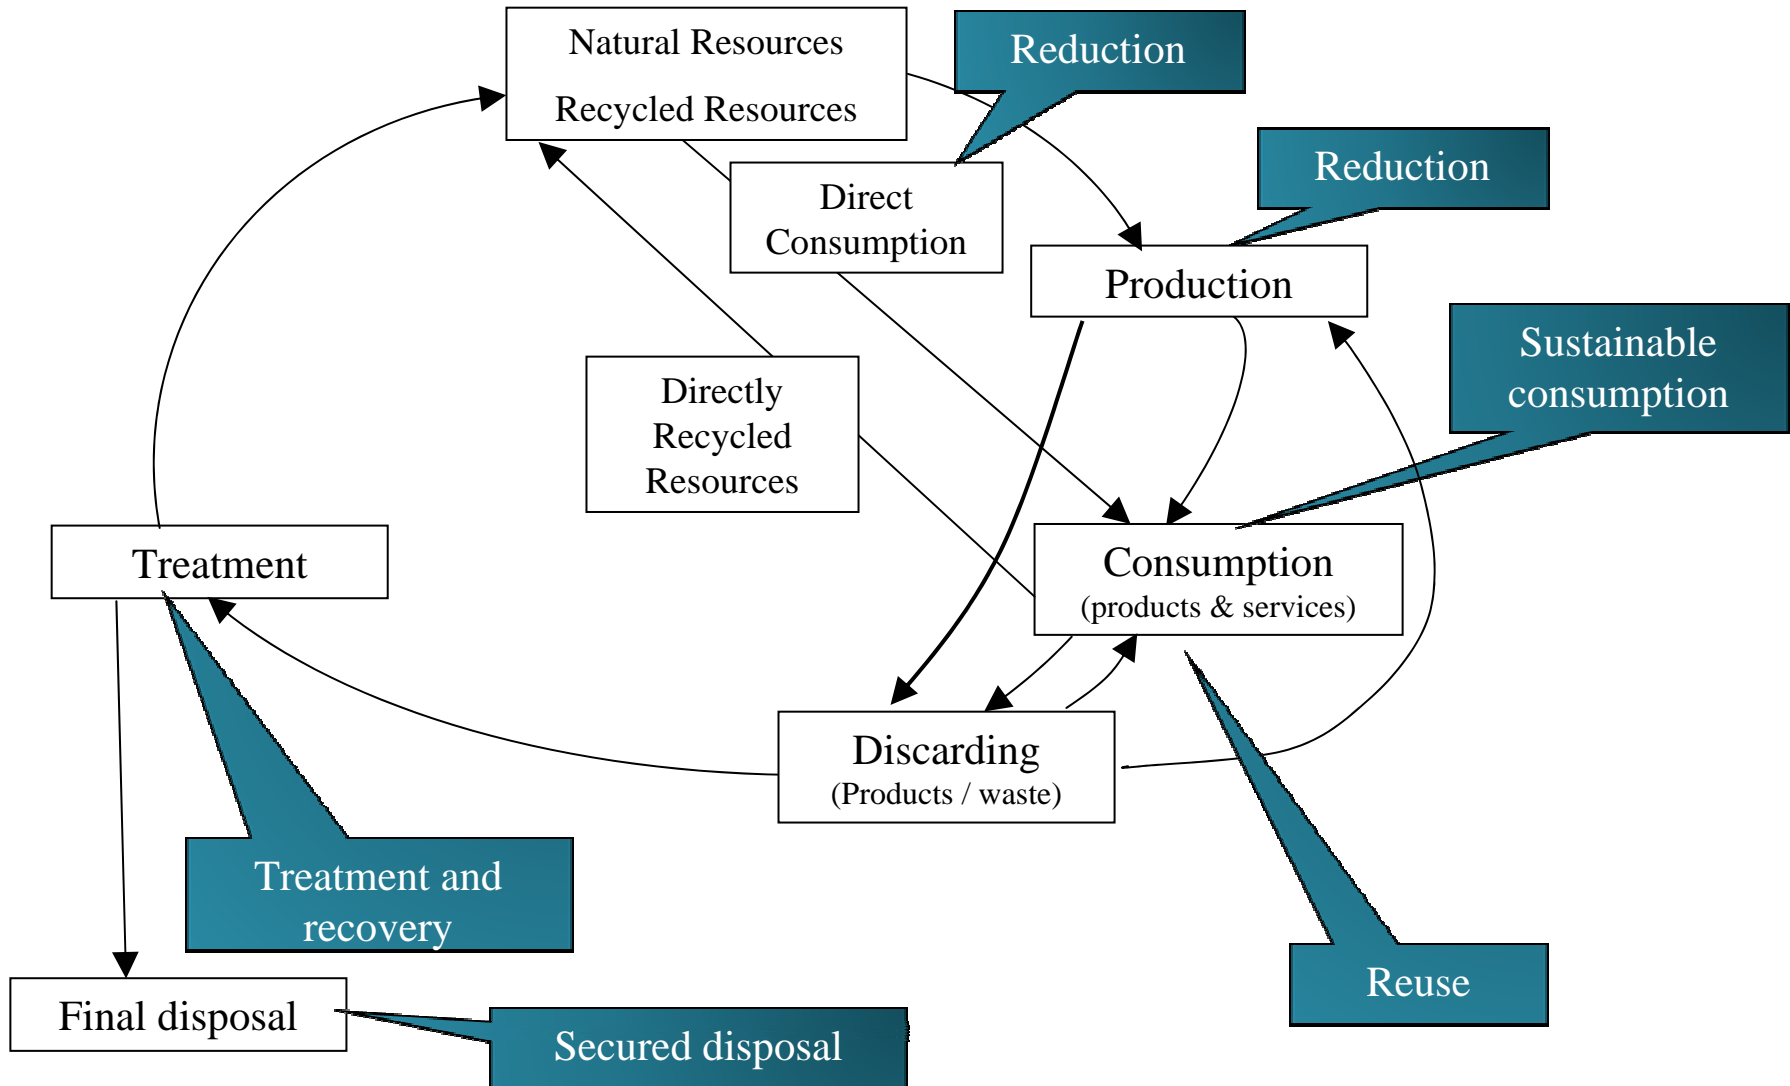 Natural Resources
Recycled Resources
Reduction
Reduction
Direct
Consumption
Production
Sustainable
consumption
Directly
Recycled
Resources
Treatment
Consumption
(products & services)
Discarding
(Products / waste)
Treatment and
recovery
Reuse
Final disposal
Secured disposal